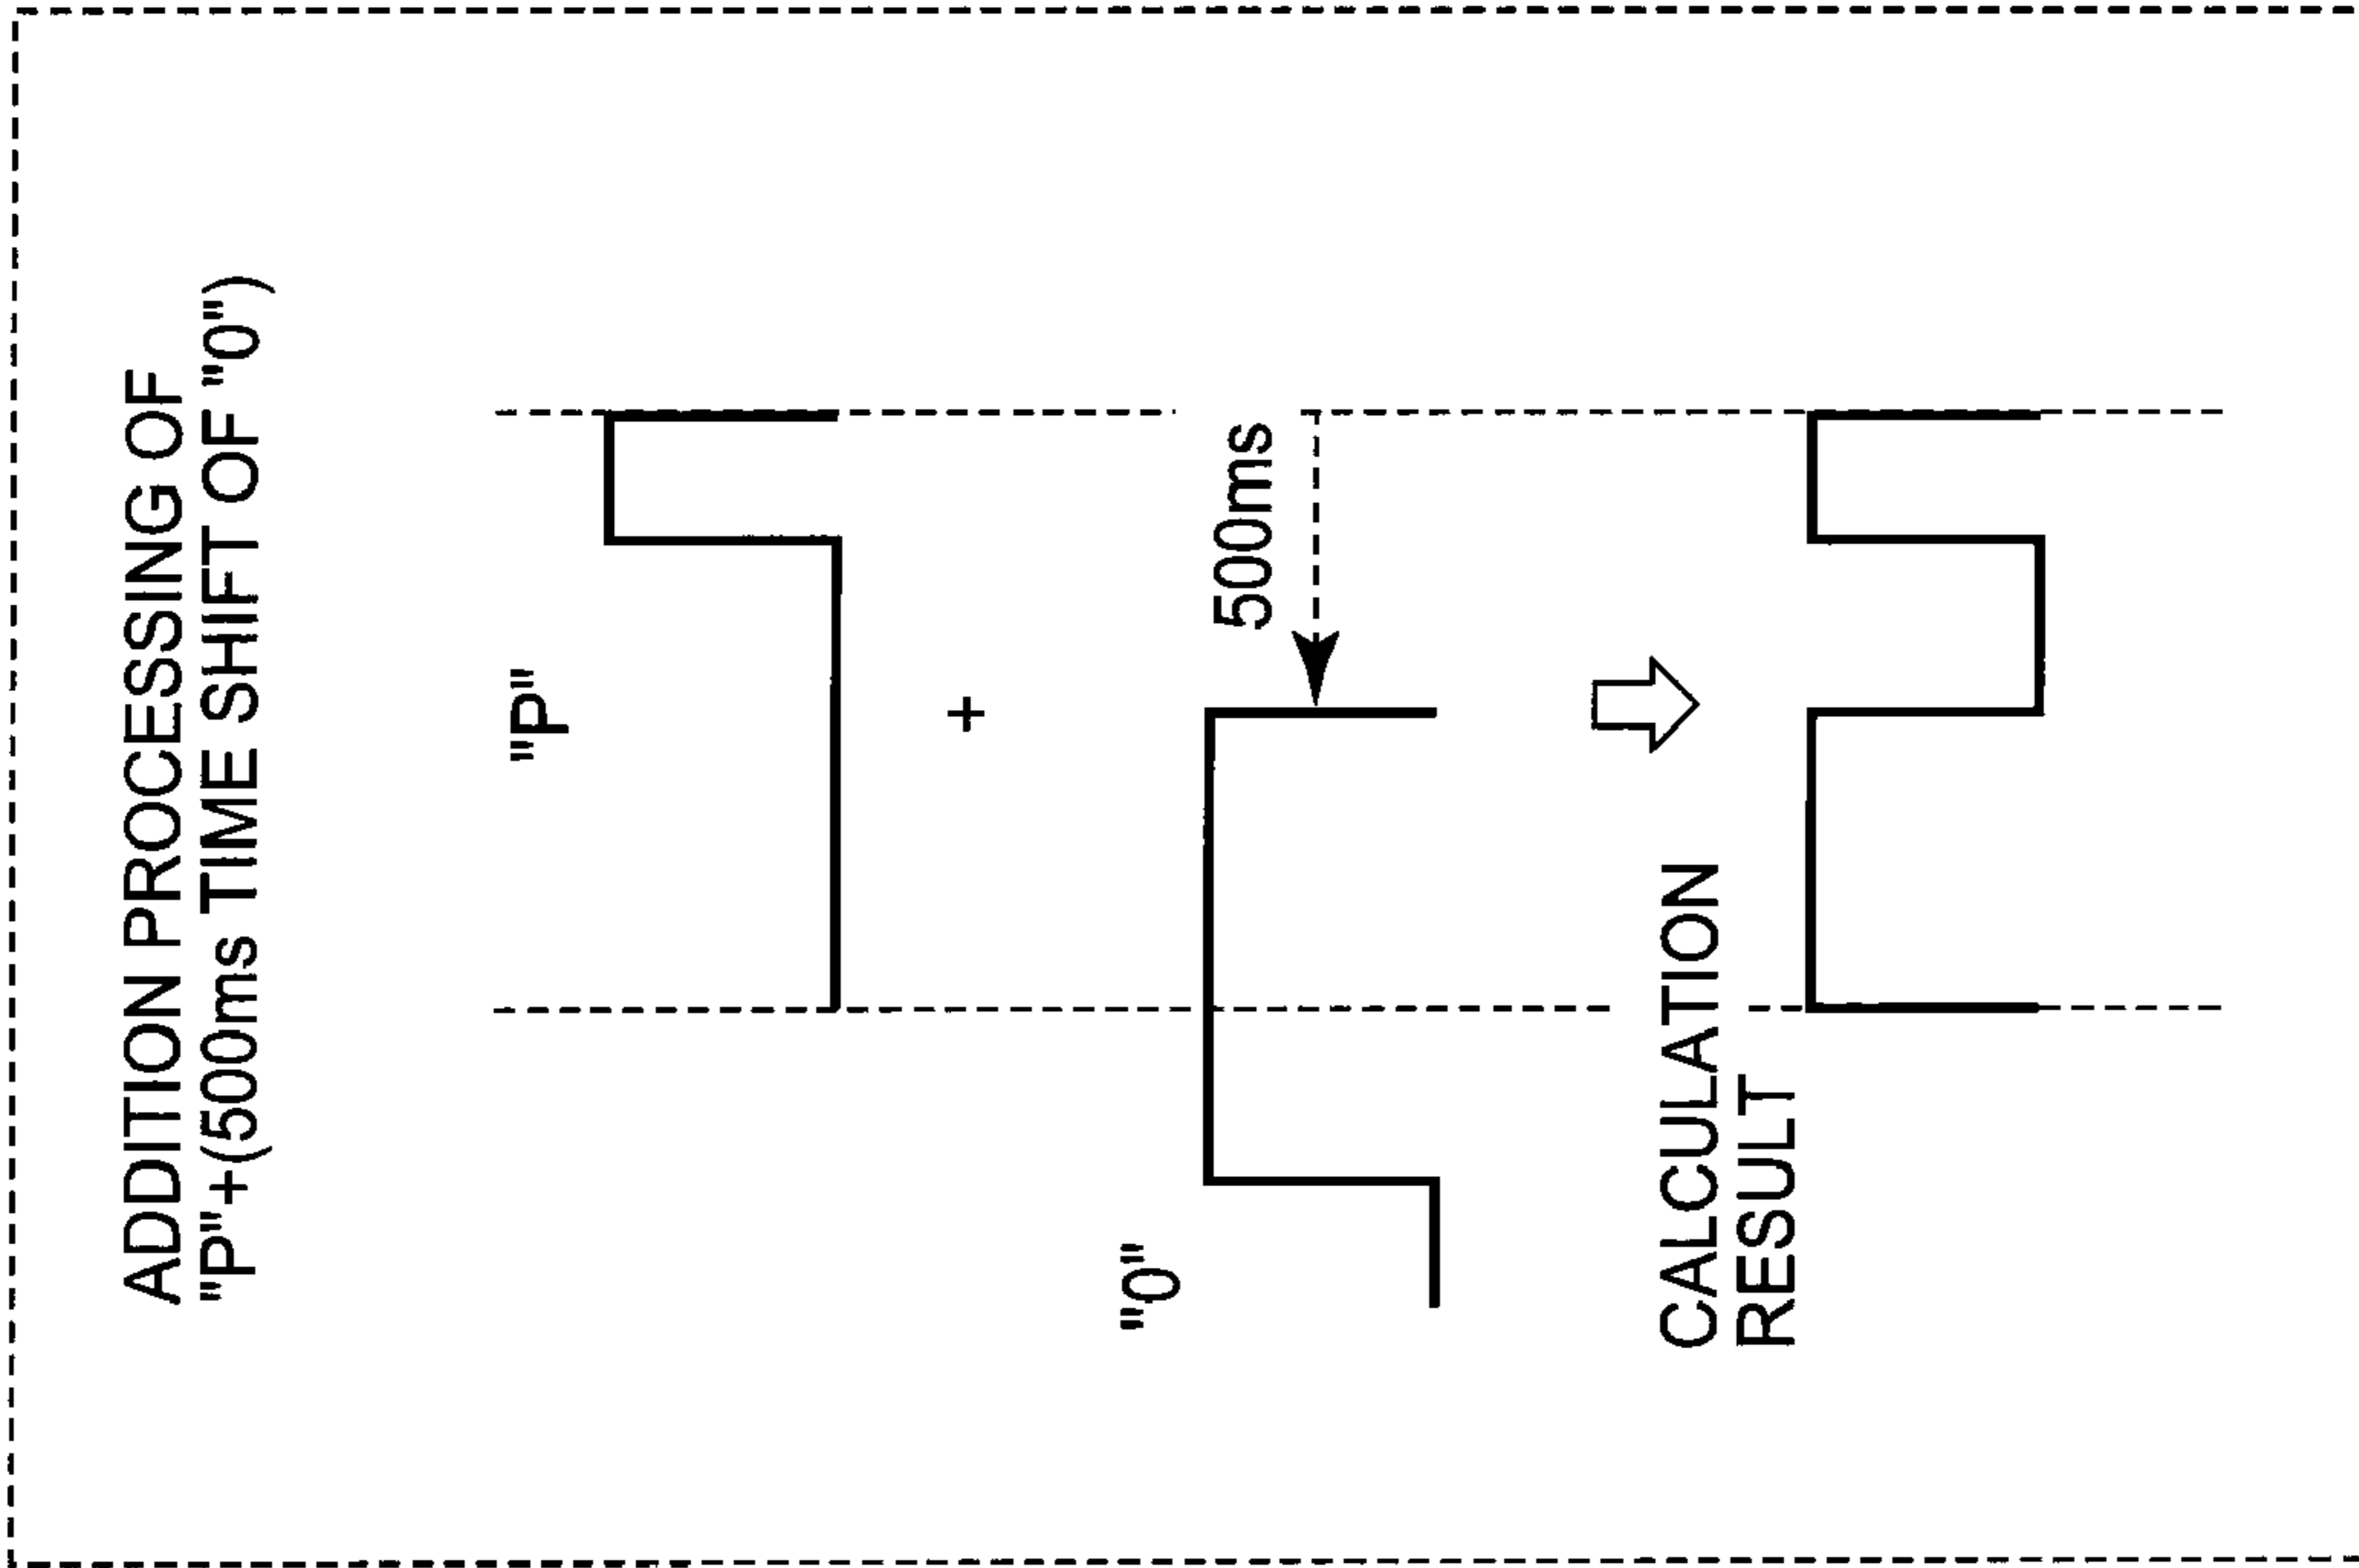 ADDITION PROCESSING OF
"P"+(500ms TIME SHIFT OF "0")
"P"
+
"0"
500ms
CALCULATION
RESULT